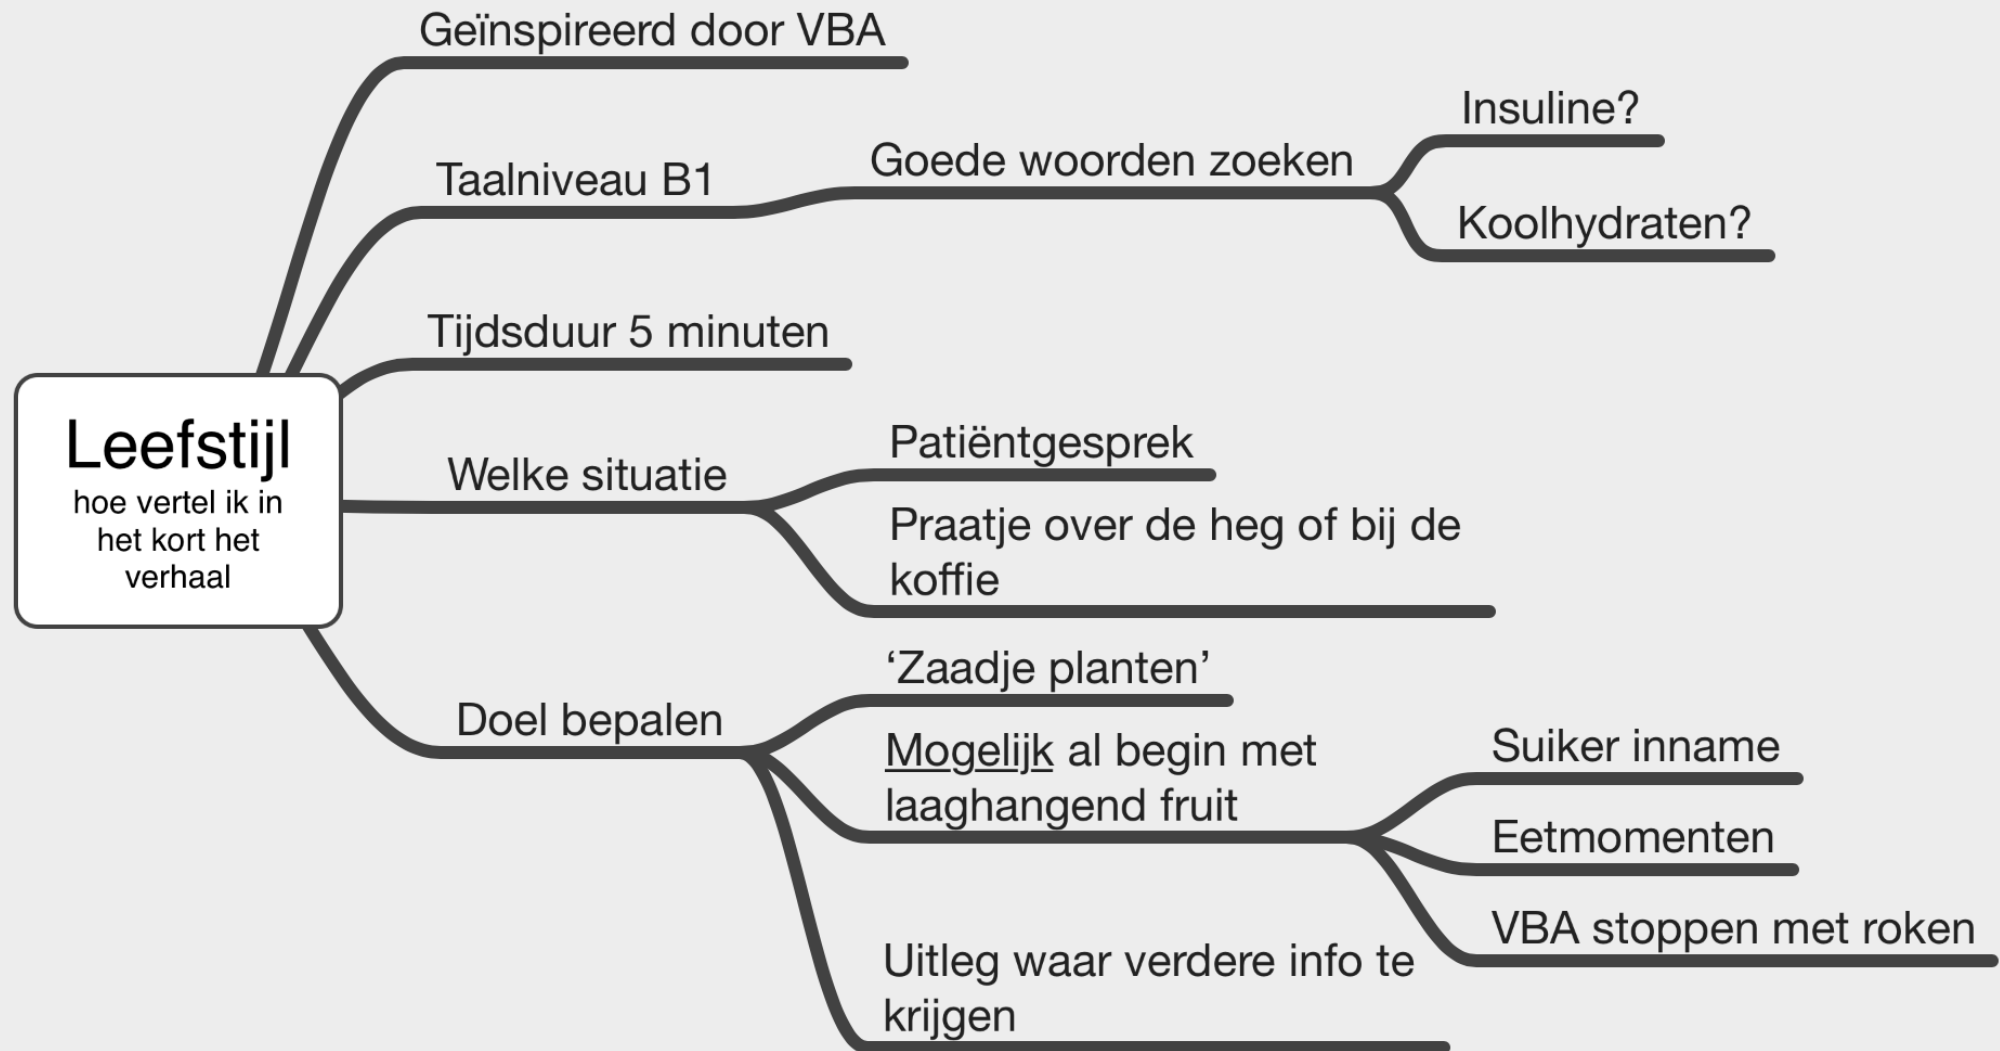 Leefstijl
hoe vertel ik in
het kort het
verhaal
Geïnspireerd door VBA
Taalniveau B1
Goede woorden zoeken
Insuline?
Koolhydraten?
Tijdsduur 5 minuten
Welke situatie
Patiëntgesprek
Praatje over de heg of bij de
koffie
Doel bepalen
‘Zaadje planten’
Mogelijk al begin met
laaghangend fruit
Suiker inname
Eetmomenten
VBA stoppen met roken
Uitleg waar verdere info te
krijgen